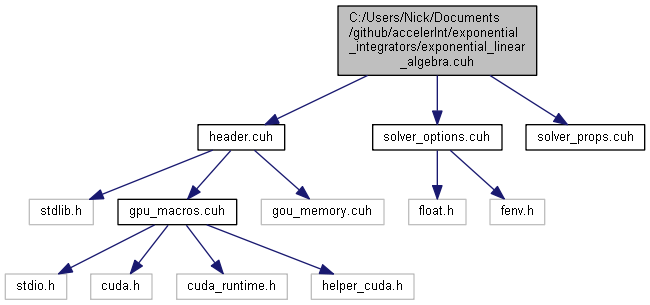 C:/Users/Nick/Documents
/github/accelerInt/exponential
_integrators/exponential_linear
_algebra.cuh
header.cuh
solver_options.cuh
solver_props.cuh
stdlib.h
gpu_macros.cuh
gou_memory.cuh
float.h
fenv.h
stdio.h
cuda.h
cuda_runtime.h
helper_cuda.h